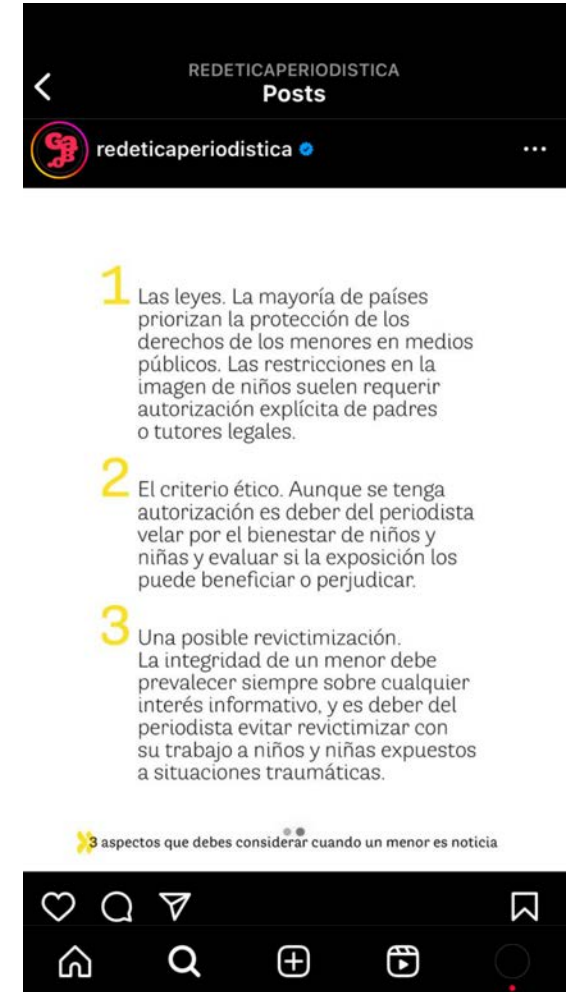 REDETICAPERIODISTICA
Posts
redeticaperiodistica
1 Las leyes. La mayoría de países
priorizan la protección de los
derechos de los menores en medios
públicos. Las restricciones en la
imagen de niños suelen requerir
autorización explícita de padres
o tutores legales.
2 El criterio ético. Aunque se tenga
autorización es deber del periodista
velar por el bienestar de niños y
niñas y evaluar si la exposición los
puede beneficiar o perjudicar.
3 Una posible revictimización.
La integridad de un menor debe
prevalecer siempre sobre cualquier
interés informativo, y es deber del
periodista evitar revictimizar con
su trabajo a niños y niñas expuestos
a situaciones traumáticas.
3 aspectos que debes considerar cuando un menor es noticia